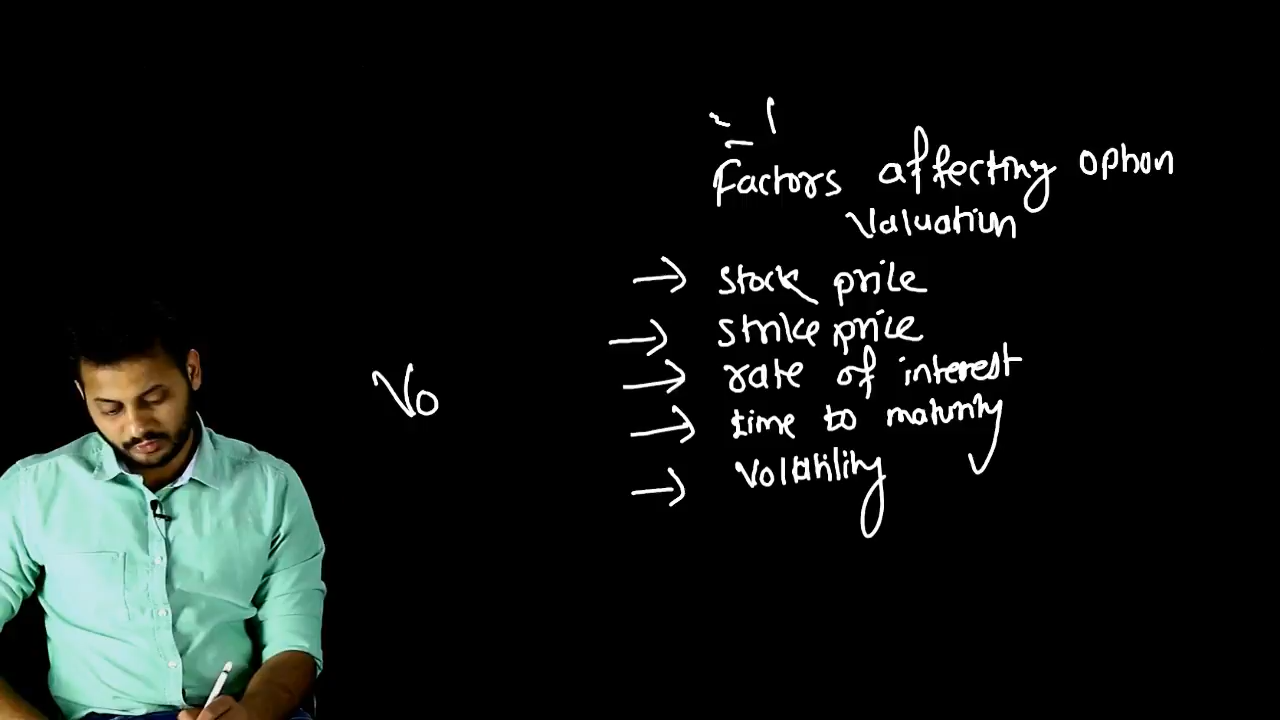 Factors affecting option
valuation
→ stock price
→ strike price
→ rate of interest
→ time to maturity
Vo
→ volatility